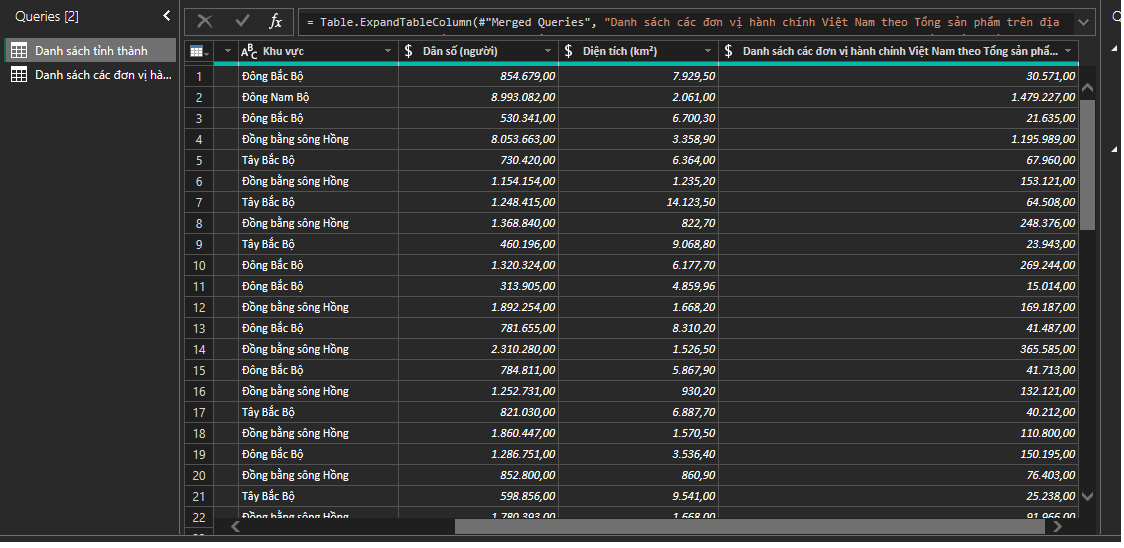 Queries [2]
Danh sách tỉnh thành
Danh sách các đơn vị hà...
fx
= Table.ExpandTableColumn(#"Merged Queries", "Danh sách các đơn vị hành chính Việt Nam theo Tổng sản phẩm trên địa
ABC Khu vực $ Dân số (người) $ Diện tích (km²) $ Danh sách các đơn vị hành chính Việt Nam theo Tổng sản phẩ...
1 Đông Bắc Bộ 854.679,00 7.929,50 30.571,00
2 Đông Nam Bộ 8.993.082,00 2.061,00 1.479.227,00
3 Đông Bắc Bộ 530.341,00 6.700,30 21.635,00
4 Đồng bằng sông Hồng 8.053.663,00 3.358,90 1.195.989,00
5 Tây Bắc Bộ 730.420,00 6.364,00 67.960,00
6 Đồng bằng sông Hồng 1.154.154,00 1.235,20 153.121,00
7 Tây Bắc Bộ 1.248.415,00 14.123,50 64.508,00
8 Đồng bằng sông Hồng 1.368.840,00 822,70 248.376,00
9 Tây Bắc Bộ 460.196,00 9.068,80 23.943,00
10 Đông Bắc Bộ 1.320.324,00 6.177,70 269.244,00
11 Đông Bắc Bộ 313.905,00 4.859,96 15.014,00
12 Đồng bằng sông Hồng 1.892.254,00 1.668,20 169.187,00
13 Đông Bắc Bộ 781.655,00 8.310,20 41.487,00
14 Đồng bằng sông Hồng 2.310.280,00 1.526,50 365.585,00
15 Đông Bắc Bộ 784.811,00 5.867,90 41.713,00
16 Đồng bằng sông Hồng 1.252.731,00 930,20 132.121,00
17 Tây Bắc Bộ 821.030,00 6.887,70 40.212,00
18 Đồng bằng sông Hồng 1.860.447,00 1.570,50 110.800,00
19 Đông Bắc Bộ 1.286.751,00 3.536,40 150.195,00
20 Đồng bằng sông Hồng 852.800,00 860,90 76.403,00
21 Tây Bắc Bộ 598.856,00 9.541,00 25.238,00
22 Đồng bằng sông Hồng 1.780.393,00 1.668,00 91.966,00